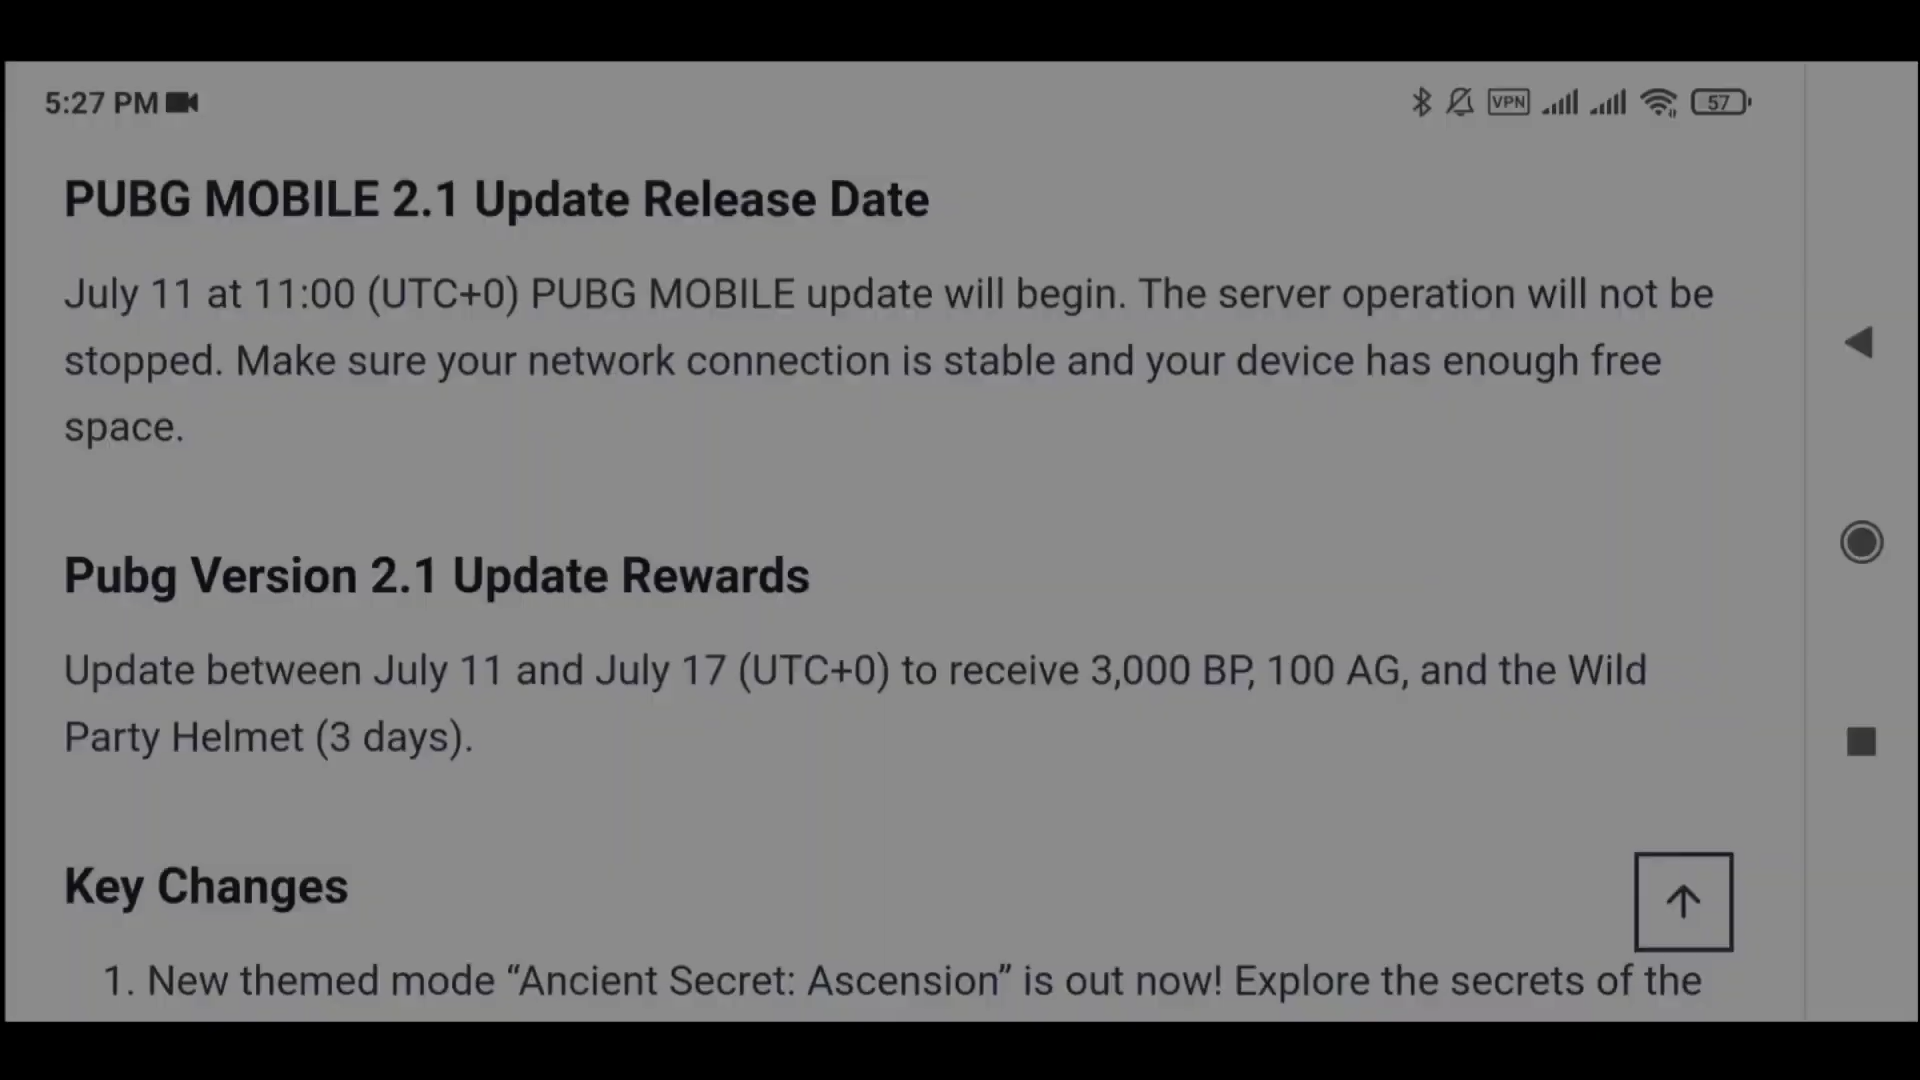 5:27 PM
VPN
57
PUBG MOBILE 2.1 Update Release Date
July 11 at 11:00 (UTC+0) PUBG MOBILE update will begin. The server operation will not be
stopped. Make sure your network connection is stable and your device has enough free
space.
Pubg Version 2.1 Update Rewards
Update between July 11 and July 17 (UTC+0) to receive 3,000 BP, 100 AG, and the Wild
Party Helmet (3 days).
Key Changes
1. New themed mode “Ancient Secret: Ascension” is out now! Explore the secrets of the